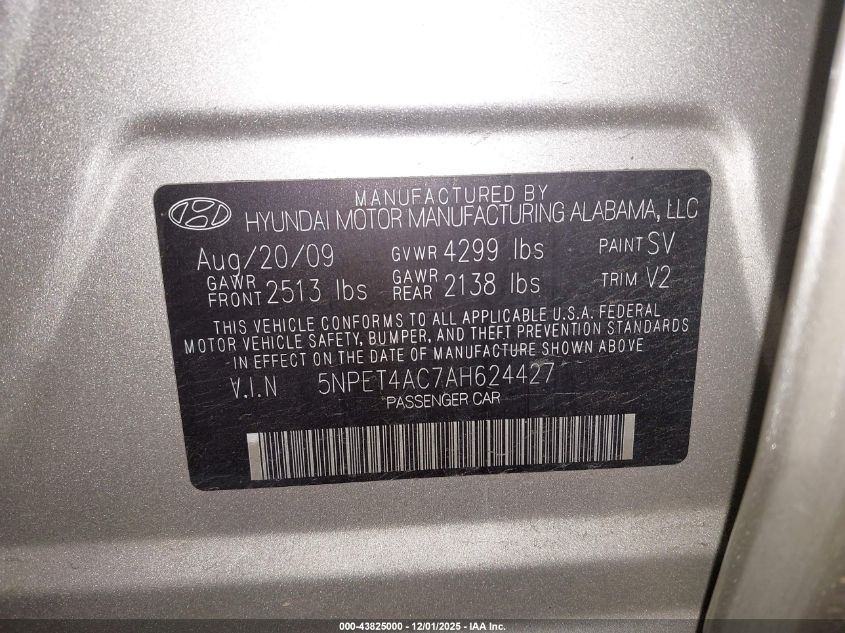 MANUFACTURED BY
HYUNDAI MOTOR MANUFACTURING ALABAMA, LLC
Aug/20/09 GVWR 4299 lbs PAINT SV
GAWR FRONT 2513 lbs GAWR REAR 2138 lbs TRIM V2
THIS VEHICLE CONFORMS TO ALL APPLICABLE U.S.A. FEDERAL
MOTOR VEHICLE SAFETY, BUMPER, AND THEFT PREVENTION STANDARDS
IN EFFECT ON THE DATE OF MANUFACTURE SHOWN ABOVE
V.I.N 5NPET4AC7AH624427
PASSENGER CAR
000-43825000 - 12/01/2025 - IAA Inc.